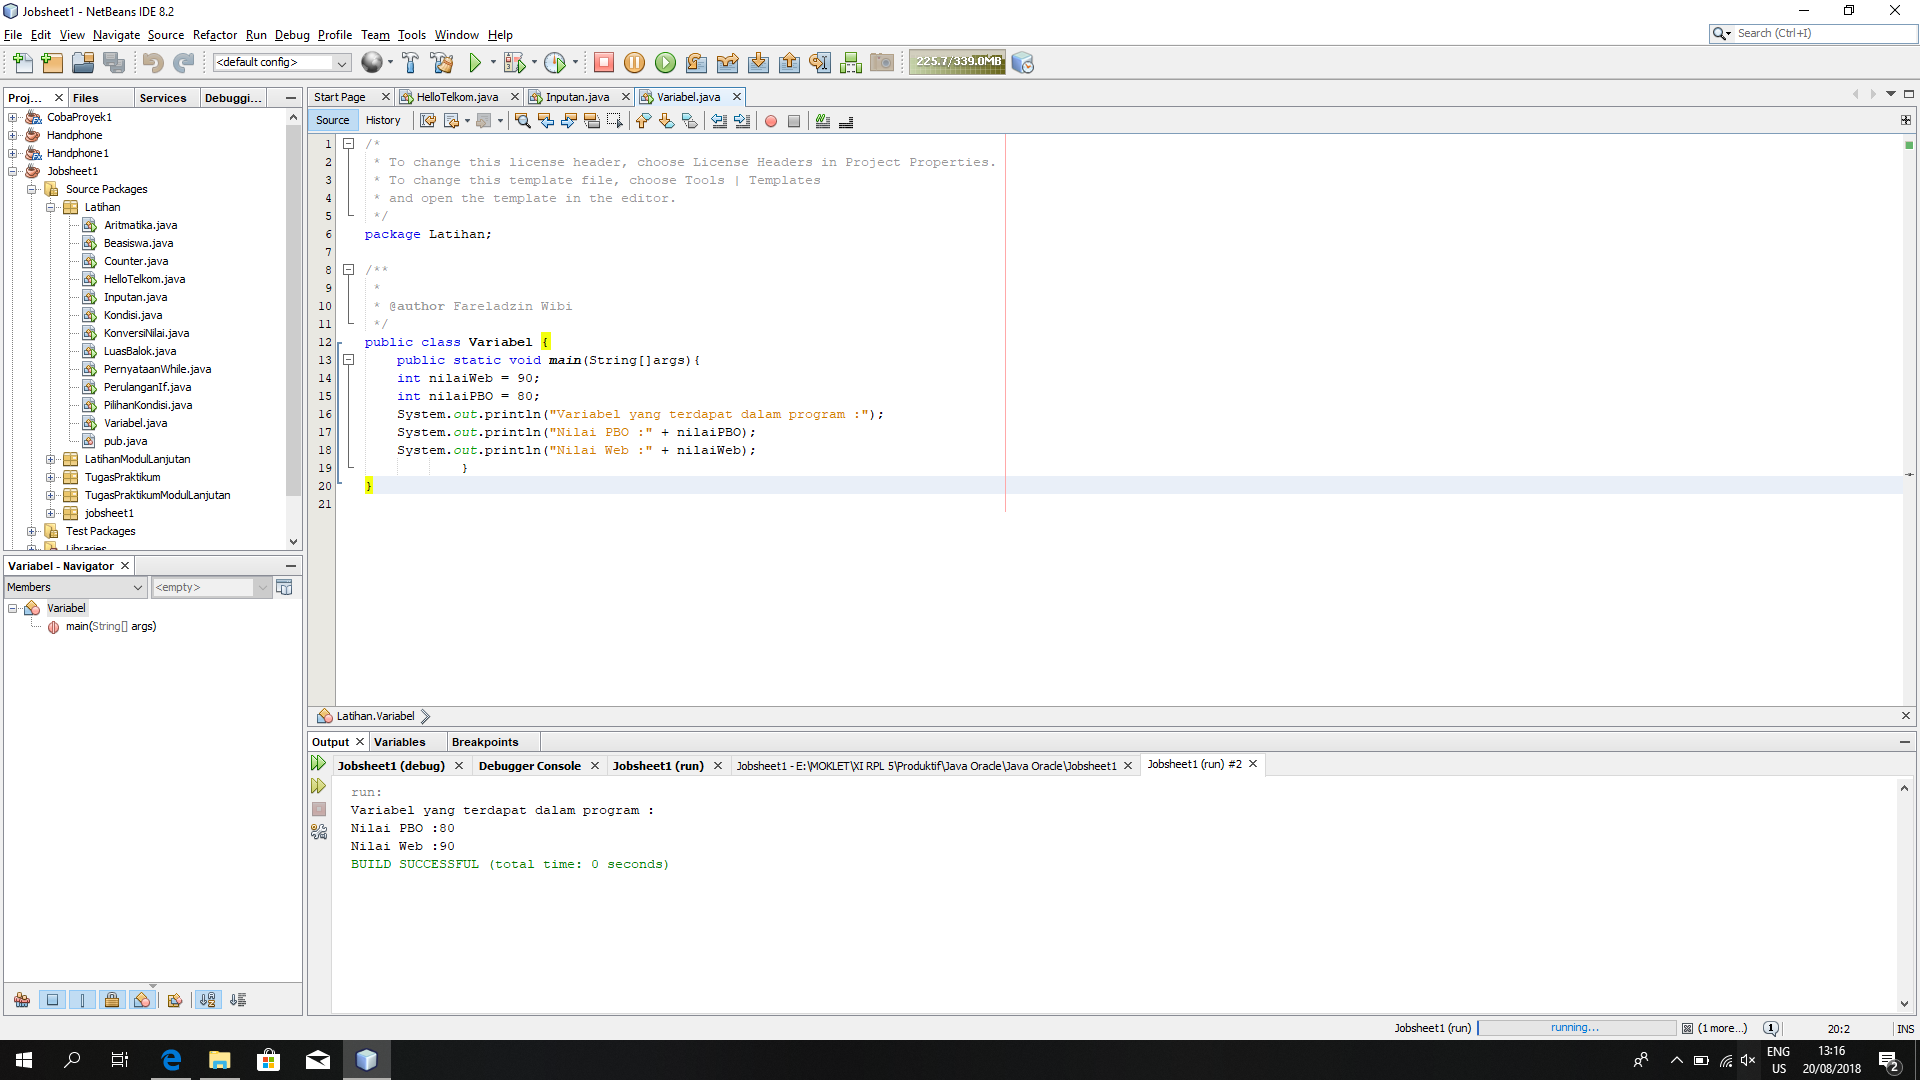 Jobsheet1 - NetBeans IDE 8.2
File Edit View Navigate Source Refactor Run Debug Profile Team Tools Window Help
Search (Ctrl+I)
<default config>
225.7/339.0MB
Proj... Files Services Debuggi...
CobaProyek1
Handphone
Handphone1
Jobsheet1
Source Packages
Latihan
Aritmatika.java
Beasiswa.java
Counter.java
HelloTelkom.java
Inputan.java
Kondisi.java
KonversiNilai.java
LuasBalok.java
PernyataanWhile.java
PerulanganIf.java
PilihanKondisi.java
Variabel.java
pub.java
LatihanModulLanjutan
TugasPraktikum
TugasPraktikumModulLanjutan
jobsheet1
Test Packages
Libraries
Variabel - Navigator
Members <empty>
Variabel
main(String[] args)
Start Page HelloTelkom.java Inputan.java Variabel.java
Source History
1 /*
2 * To change this license header, choose License Headers in Project Properties.
3 * To change this template file, choose Tools | Templates
4 * and open the template in the editor.
5 */
6 package Latihan;
7
8 /**
9 *
10 * @author Fareladzin Wibi
11 */
12 public class Variabel {
13 public static void main(String[]args){
14 int nilaiWeb = 90;
15 int nilaiPBO = 80;
16 System.out.println("Variabel yang terdapat dalam program :");
17 System.out.println("Nilai PBO :" + nilaiPBO);
18 System.out.println("Nilai Web :" + nilaiWeb);
19 }
20 }
21
Latihan.Variabel
Output Variables Breakpoints
Jobsheet1 (debug) Debugger Console Jobsheet1 (run) Jobsheet1 - E:\MOKLET\XI RPL 5\Produktif\Java Oracle\Java Oracle\Jobsheet1 Jobsheet1 (run) #2
run:
Variabel yang terdapat dalam program :
Nilai PBO :80
Nilai Web :90
BUILD SUCCESSFUL (total time: 0 seconds)
Jobsheet1 (run) running... (1 more...) 1 20:2 INS
ENG
US
13:16
20/08/2018
2